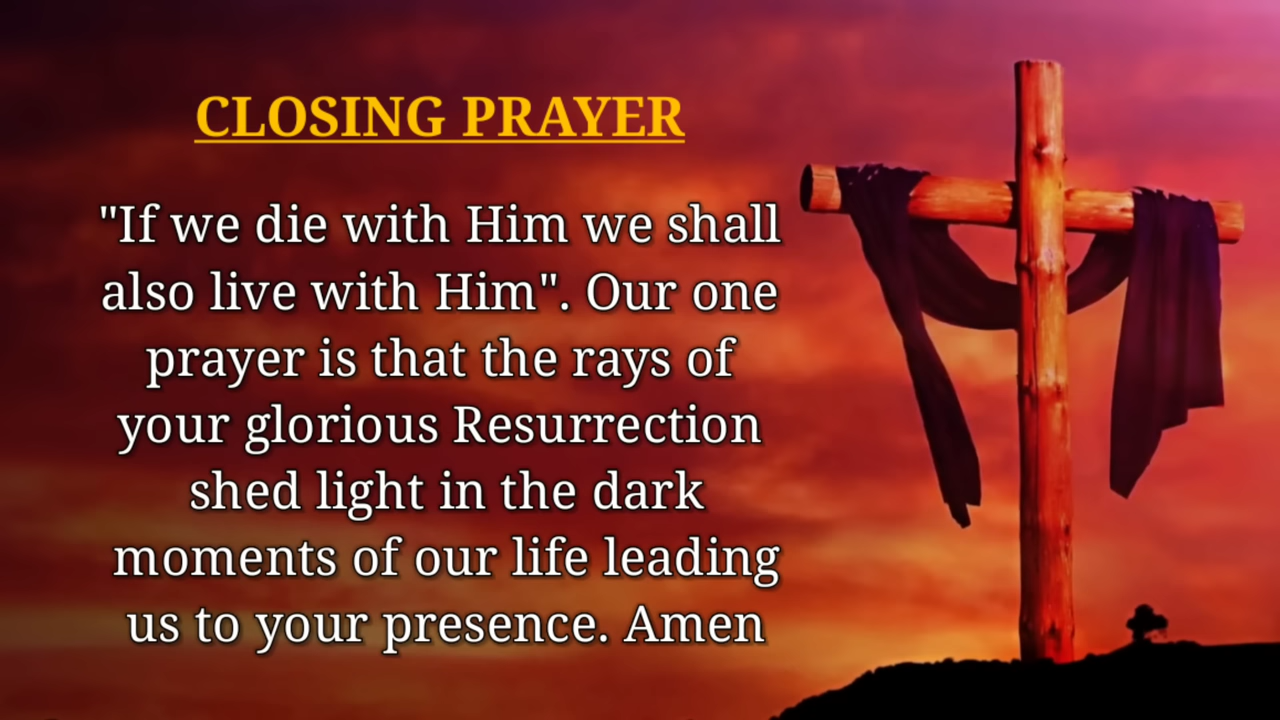 CLOSING PRAYER
"If we die with Him we shall
also live with Him". Our one
prayer is that the rays of
your glorious Resurrection
shed light in the dark
moments of our life leading
us to your presence. Amen